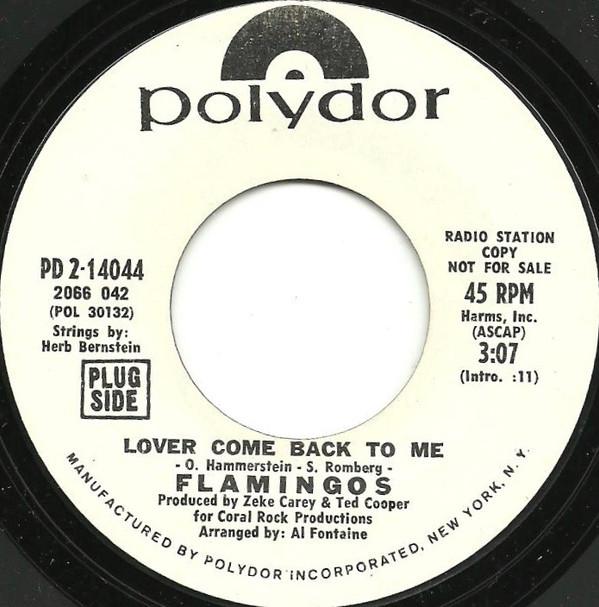 polydor
PD 2-14044
2066 042
(POL 30132)
Strings by:
Herb Bernstein
PLUG
SIDE
RADIO STATION
COPY
NOT FOR SALE
45 RPM
Harms, Inc.
(ASCAP)
3:07
(Intro. :11)
LOVER COME BACK TO ME
- O. Hammerstein - S. Romberg -
FLAMINGOS
Produced by Zeke Carey & Ted Cooper
for Coral Rock Productions
Arranged by: Al Fontaine
MANUFACTURED BY POLYDOR INCORPORATED, NEW YORK, N.Y.